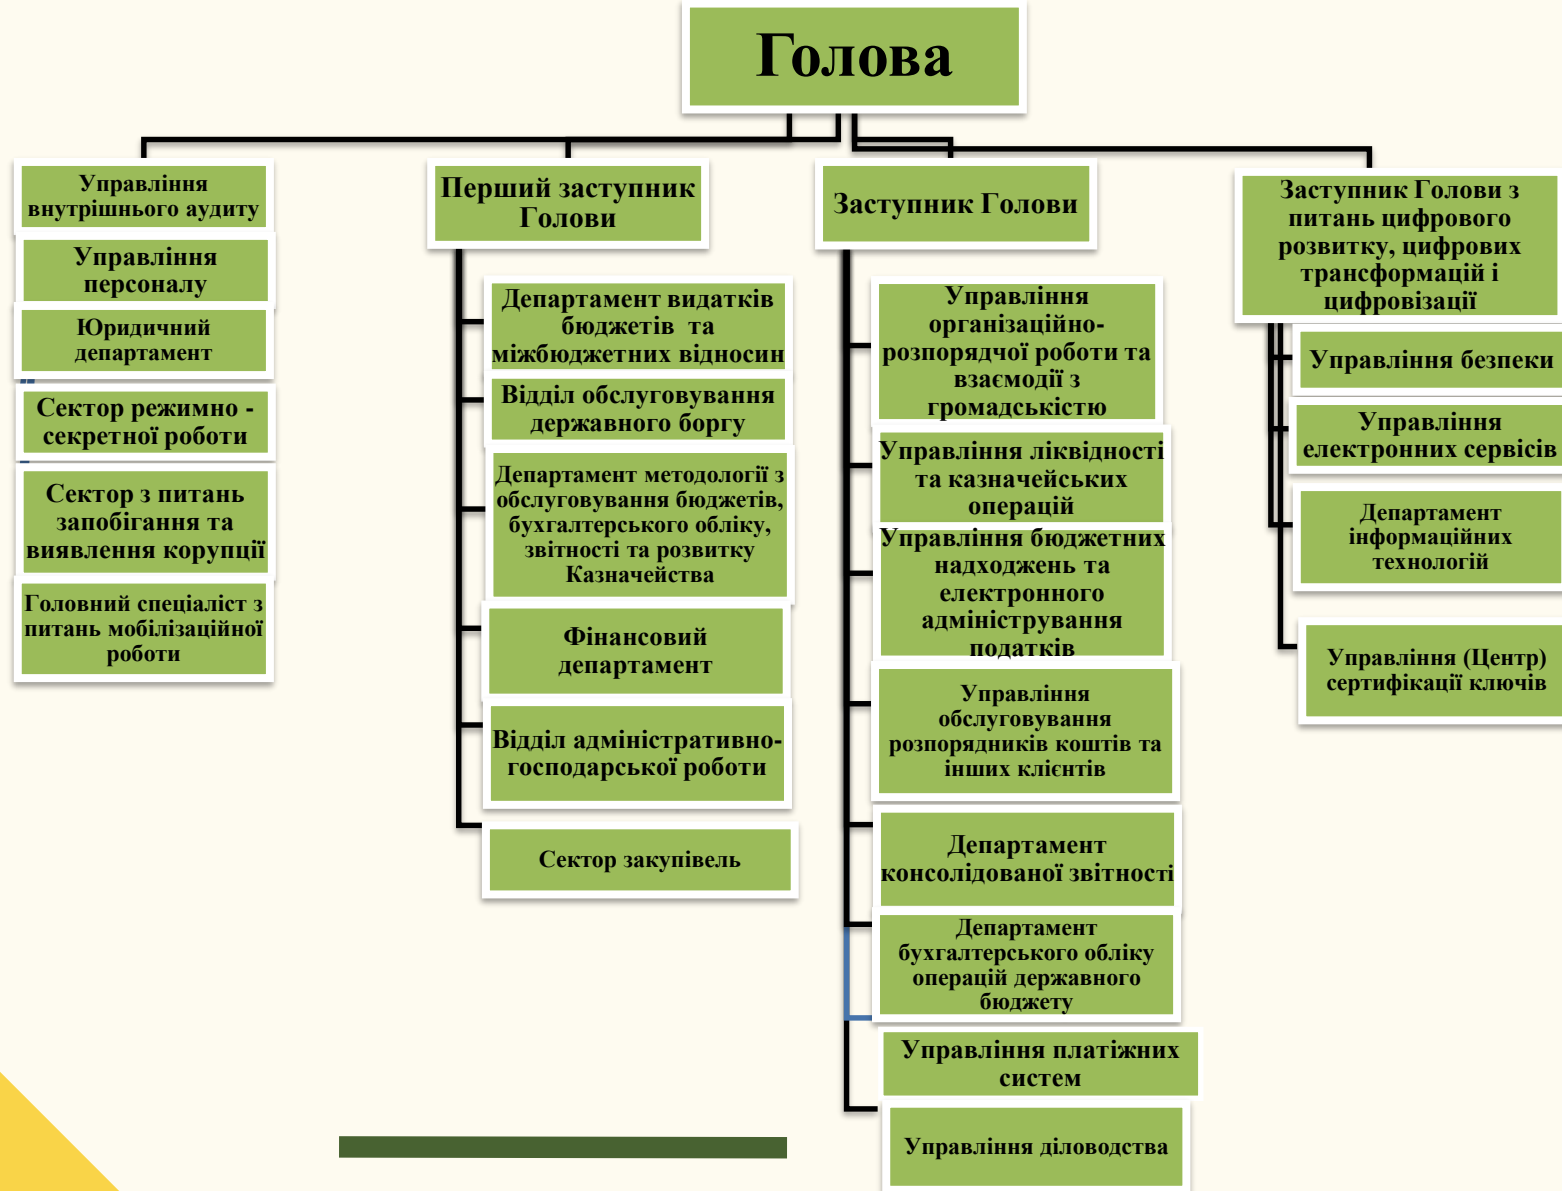 Голова
Управління
внутрішнього аудиту
Управління
персоналу
Юридичний
департамент
Сектор режимно -
секретної роботи
Сектор з питань
запобігання та
виявлення корупції
Головний спеціаліст з
питань мобілізаційної
роботи
Перший заступник
Голови
Департамент видатків
бюджетів та
міжбюджетних відносин
Відділ обслуговування
державного боргу
Департамент методології з
обслуговування бюджетів,
бухгалтерського обліку,
звітності та розвитку
Казначейства
Фінансовий
департамент
Відділ адміністративно-
господарської роботи
Сектор закупівель
Заступник Голови
Управління
організаційно-
розпорядчої роботи та
взаємодії з
громадськістю
Управління ліквідності
та казначейських
операцій
Управління бюджетних
надходжень та
електронного
адміністрування
податків
Управління
обслуговування
розпорядників коштів та
інших клієнтів
Департамент
консолідованої звітності
Департамент
бухгалтерського обліку
операцій державного
бюджету
Управління платіжних
систем
Управління діловодства
Заступник Голови з
питань цифрового
розвитку, цифрових
трансформацій і
цифровізації
Управління безпеки
Управління
електронних сервісів
Департамент
інформаційних
технологій
Управління (Центр)
сертифікації ключів